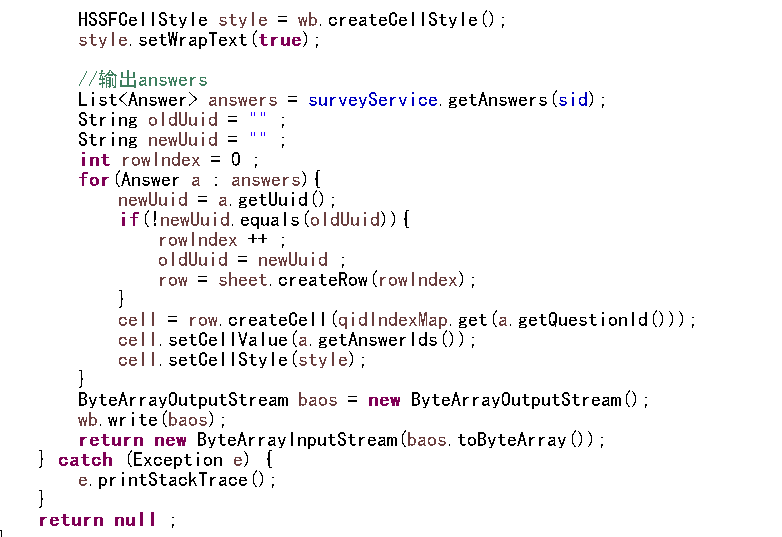 HSSFCellStyle style = wb.createCellStyle();
style.setWrapText(true);
//输出answers
List<Answer> answers = surveyService.getAnswers(sid);
String oldUuid = "" ;
String newUuid = "" ;
int rowIndex = 0 ;
for(Answer a : answers){
newUuid = a.getUuid();
if(!newUuid.equals(oldUuid)){
rowIndex ++ ;
oldUuid = newUuid ;
row = sheet.createRow(rowIndex);
}
cell = row.createCell(qidIndexMap.get(a.getQuestionId()));
cell.setCellValue(a.getAnswerIds());
cell.setCellStyle(style);
}
ByteArrayOutputStream baos = new ByteArrayOutputStream();
wb.write(baos);
return new ByteArrayInputStream(baos.toByteArray());
} catch (Exception e) {
e.printStackTrace();
}
return null ;